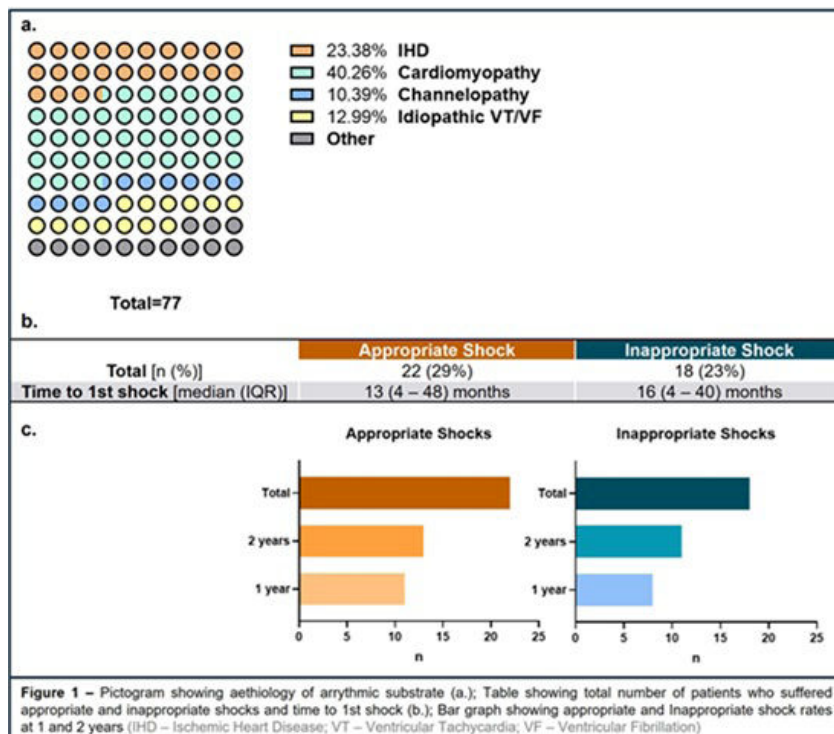 a.
23.38% IHD
40.26% Cardiomyopathy
10.39% Channelopathy
12.99% Idiopathic VT/VF
Other
Total=77
b.
Appropriate Shock Inappropriate Shock
Total [n (%)] 22 (29%) 18 (23%)
Time to 1st shock [median (IQR)] 13 (4 – 48) months 16 (4 – 40) months
c.
Appropriate Shocks Inappropriate Shocks
Total Total
2 years 2 years
1 year 1 year
0 5 10 15 20 25 0 5 10 15 20 25
n n
Figure 1 – Pictogram showing aethiology of arrythmic substrate (a.); Table showing total number of patients who suffered
appropriate and inappropriate shocks and time to 1st shock (b.); Bar graph showing appropriate and Inappropriate shock rates
at 1 and 2 years (IHD – Ischemic Heart Disease; VT – Ventricular Tachycardia; VF – Ventricular Fibrillation)